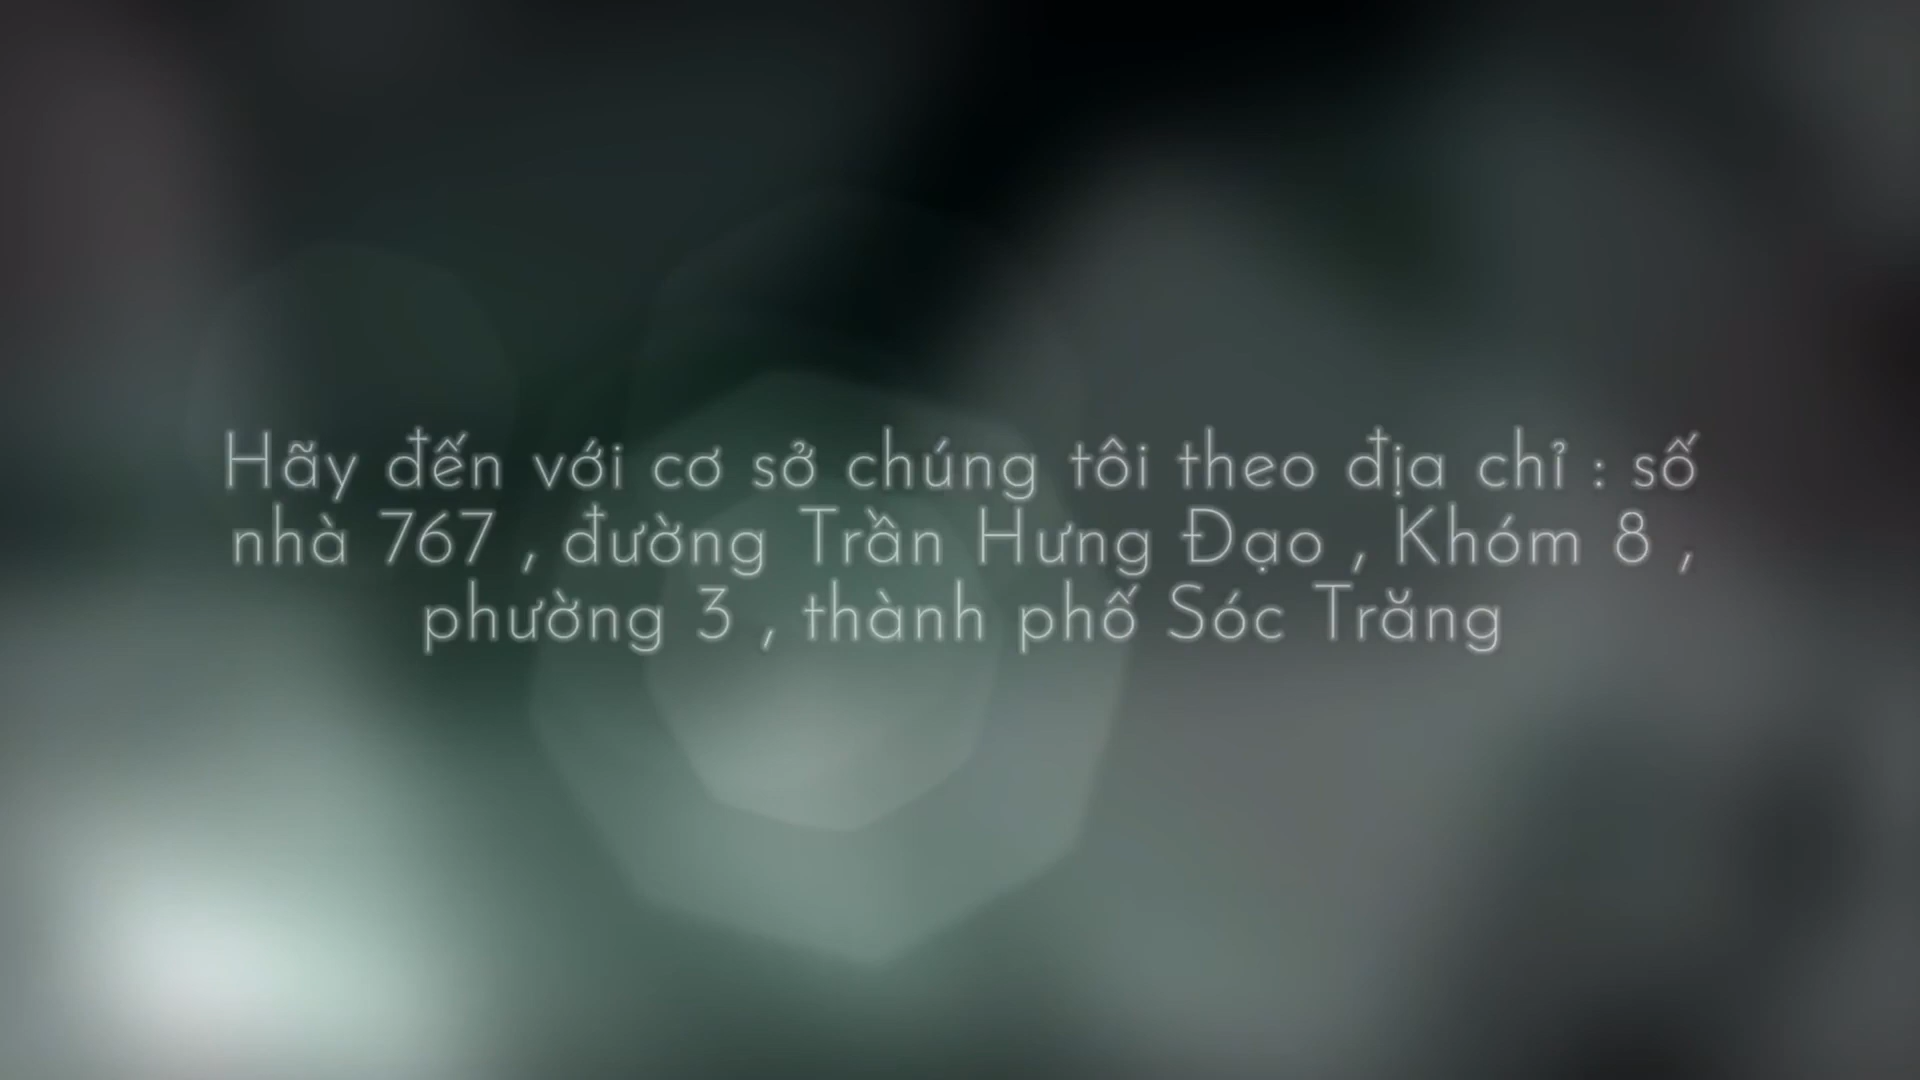 Hãy đến với cơ sở chúng tôi theo địa chỉ : số
nhà 767 , đường Trần Hưng Đạo , Khóm 8 ,
phường 3 , thành phố Sóc Trăng